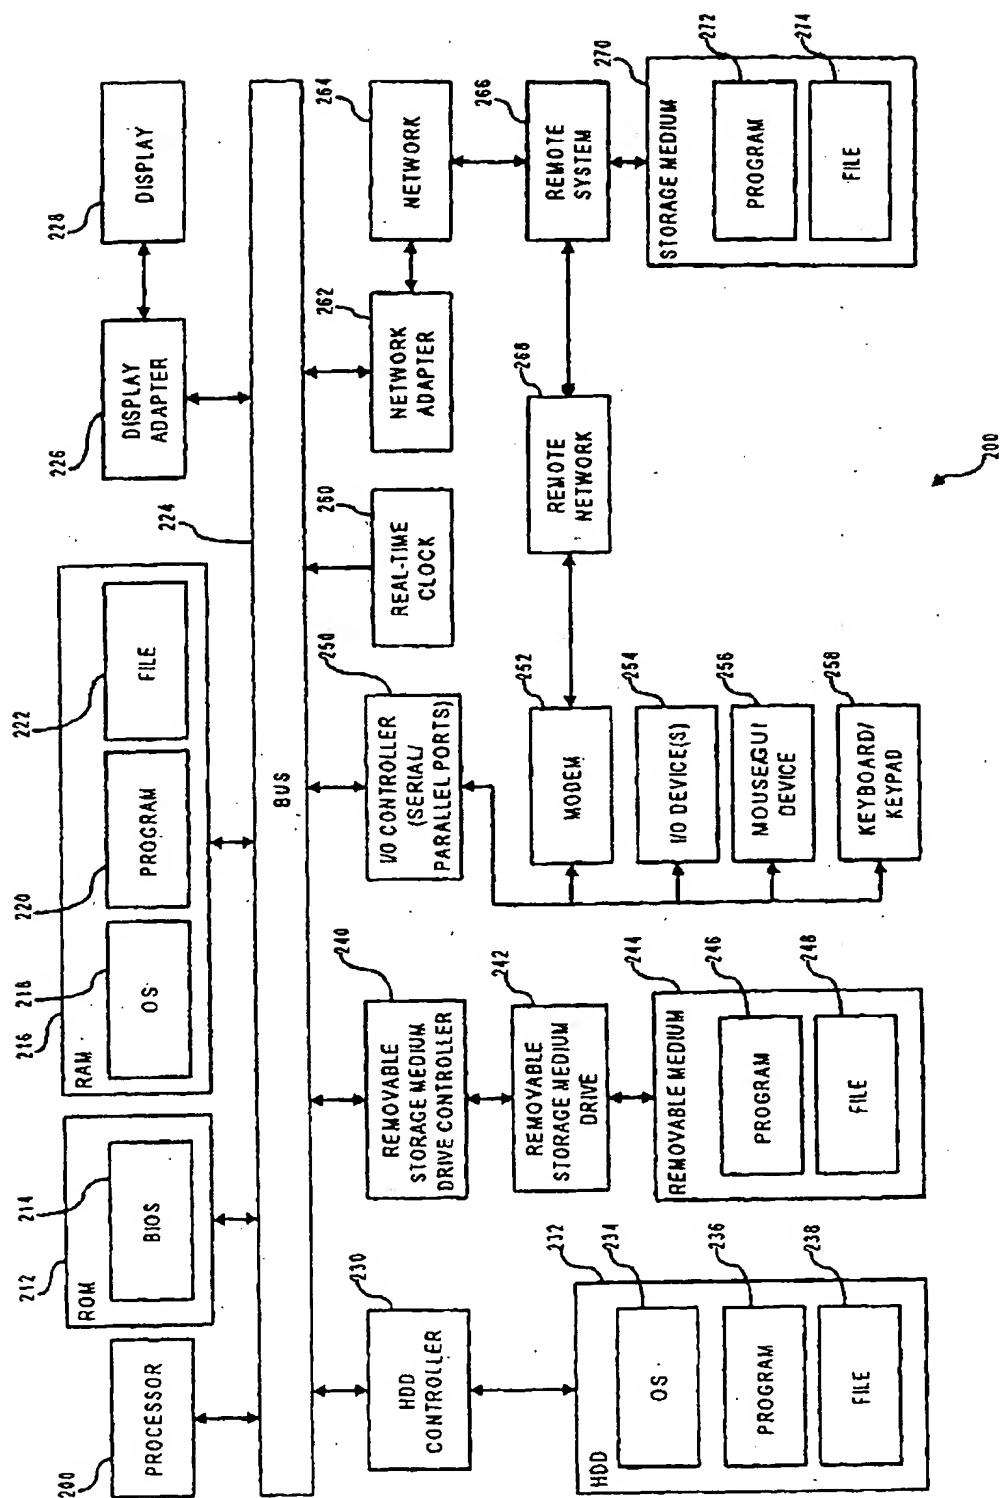 200
PROCESSOR
212
ROM
214
BIOS
216
RAM
218
OS
220
PROGRAM
222
FILE
224
BUS
226
DISPLAY
ADAPTER
228
DISPLAY
230
HDD
CONTROLLER
232
HDD
234
OS
236
PROGRAM
238
FILE
240
REMOVABLE
STORAGE MEDIUM
DRIVE CONTROLLER
242
REMOVABLE
STORAGE MEDIUM
DRIVE
244
REMOVABLE MEDIUM
246
PROGRAM
248
FILE
250
I/O CONTROLLER
(SERIAL/
PARALLEL PORTS)
252
MODEM
254
I/O DEVICE(S)
256
MOUSE/GUI
DEVICE
258
KEYBOARD/
KEYPAD
260
REAL-TIME
CLOCK
262
NETWORK
ADAPTER
264
NETWORK
266
REMOTE
SYSTEM
268
REMOTE
NETWORK
270
STORAGE MEDIUM
272
PROGRAM
274
FILE
200